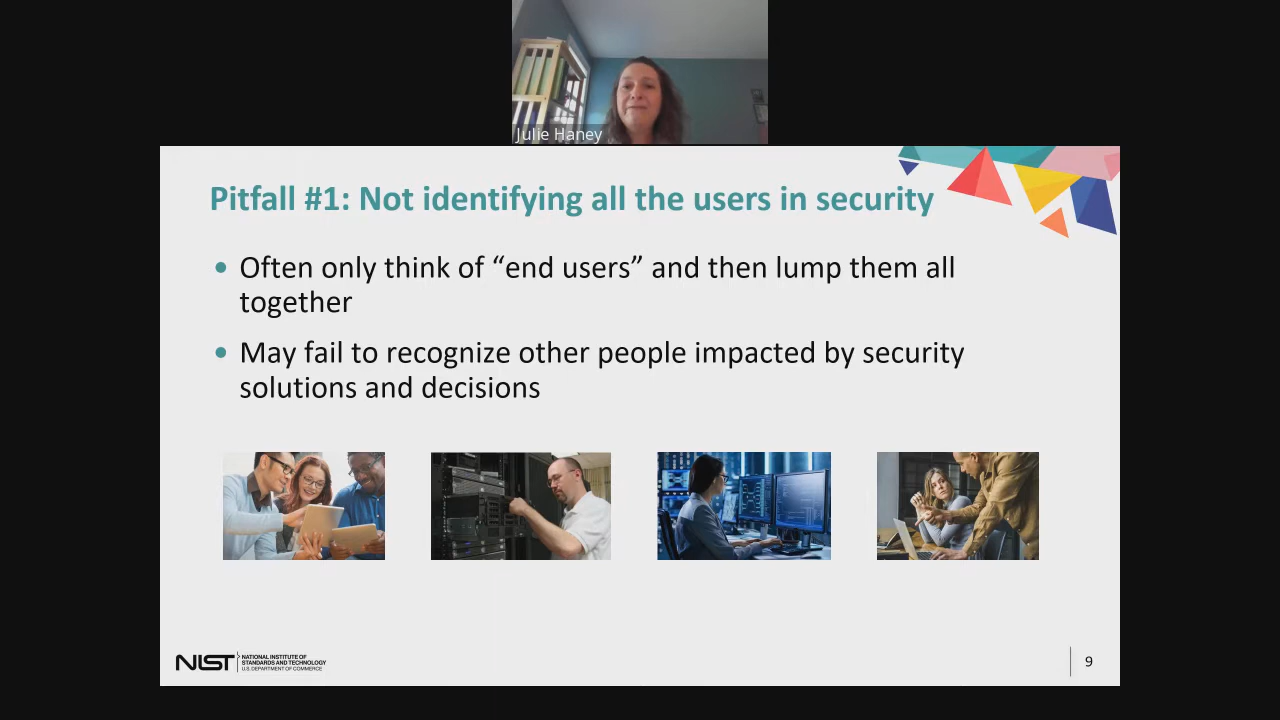 Julie Haney
Pitfall #1: Not identifying all the users in security
• Often only think of “end users” and then lump them all
together
• May fail to recognize other people impacted by security
solutions and decisions
NIST
NATIONAL INSTITUTE OF
STANDARDS AND TECHNOLOGY
U.S. DEPARTMENT OF COMMERCE
9